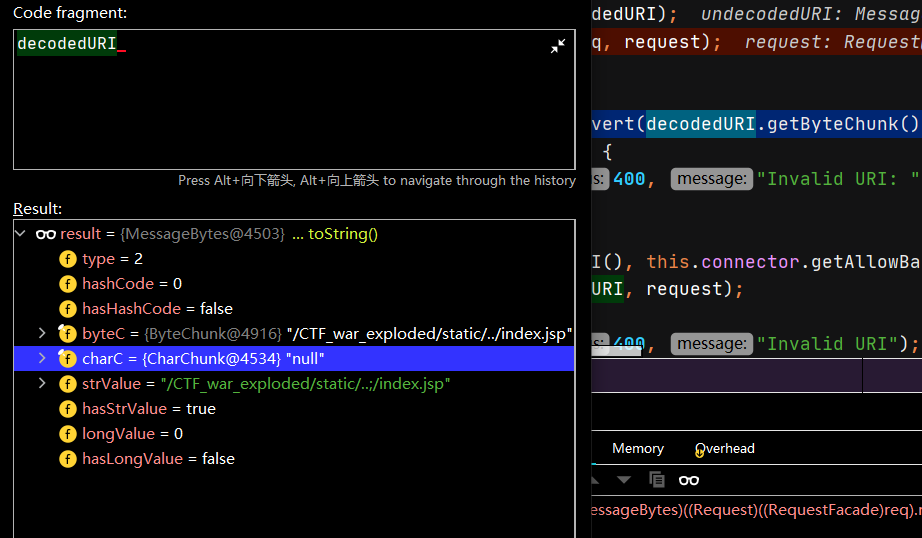 Code fragment:
decodedURI
Press Alt+向下箭头, Alt+向上箭头 to navigate through the history
Result:
result = {MessageBytes@4503} ... toString()
type = 2
hashCode = 0
hasHashCode = false
byteC = {ByteChunk@4916} "/CTF_war_exploded/static/../index.jsp"
charC = {CharChunk@4534} "null"
strValue = "/CTF_war_exploded/static/..;/index.jsp"
hasStrValue = true
longValue = 0
hasLongValue = false
dedURI); undecodedURI: Messag
q, request); request: Request
vert(decodedURI.getByteChunk()
{
s: 400, message: "Invalid URI: "
I(), this.connector.getAllowBa
URI, request);
s: 400, message: "Invalid URI");
Memory Overhead
essageBytes)((Request)((RequestFacade)req).r